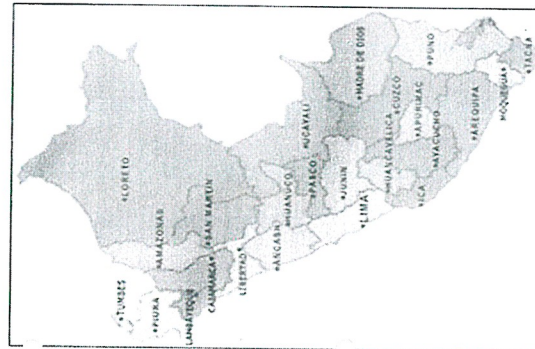 TUMBES
PIURA
LAMBAYEQUE
CAJAMARCA
LIBERTAD
AMAZONAS
SAN MARTIN
LORETO
ANCASH
HUANUCO
UCAYALI
PASCO
JUNIN
LIMA
HUANCAVELICA
ICA
AYACUCHO
APURIMAC
CUZCO
MADRE DE DIOS
AREQUIPA
PUNO
MOQUEGUA
TACNA